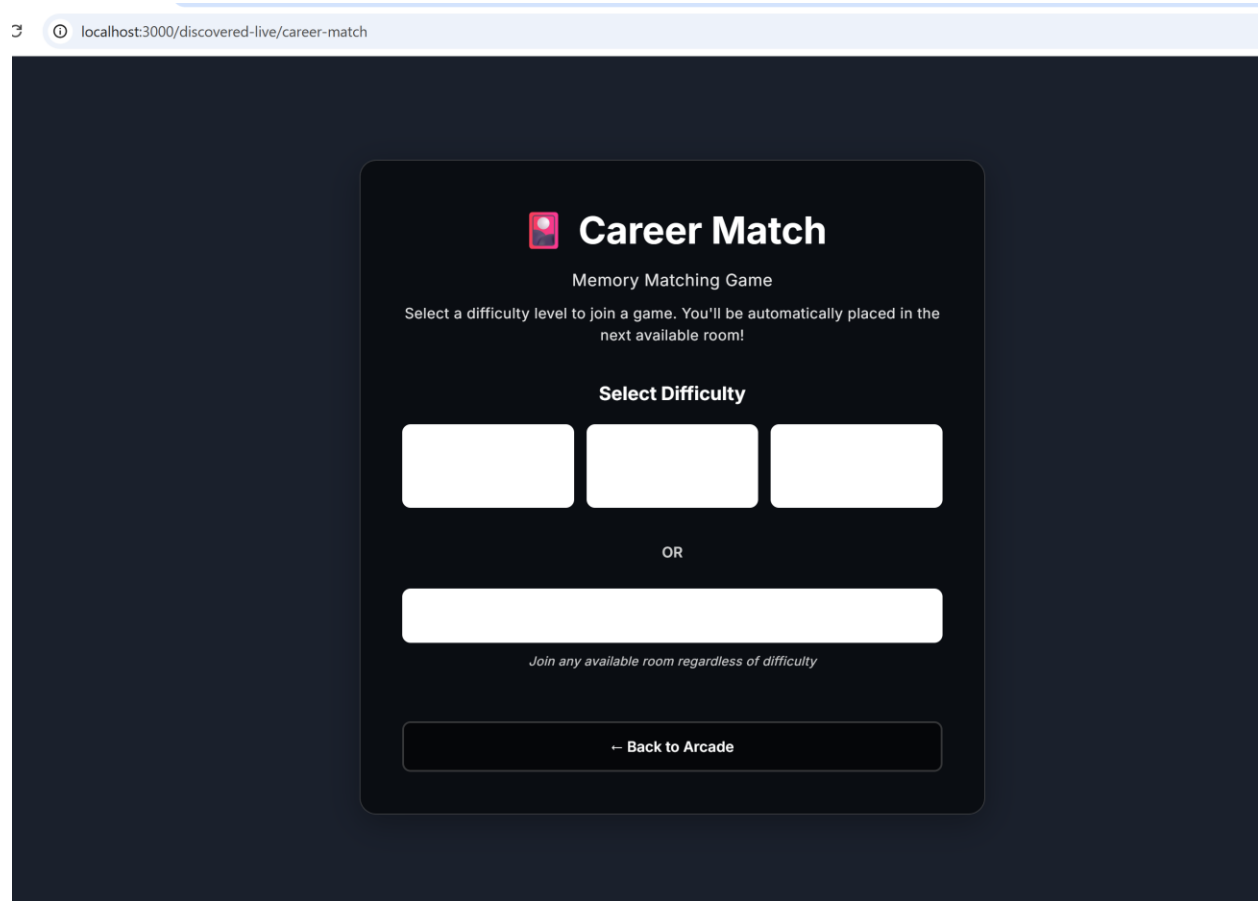 localhost:3000/discovered-live/career-match
Career Match
Memory Matching Game
Select a difficulty level to join a game. You'll be automatically placed in the
next available room!
Select Difficulty
OR
Join any available room regardless of difficulty
← Back to Arcade